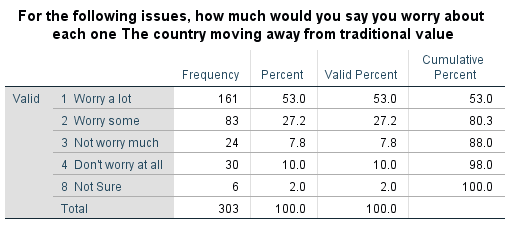 For the following issues, how much would you say you worry about
each one The country moving away from traditional value
Frequency Percent Valid Percent Cumulative Percent
Valid 1 Worry a lot 161 53.0 53.0 53.0
2 Worry some 83 27.2 27.2 80.3
3 Not worry much 24 7.8 7.8 88.0
4 Don't worry at all 30 10.0 10.0 98.0
8 Not Sure 6 2.0 2.0 100.0
Total 303 100.0 100.0